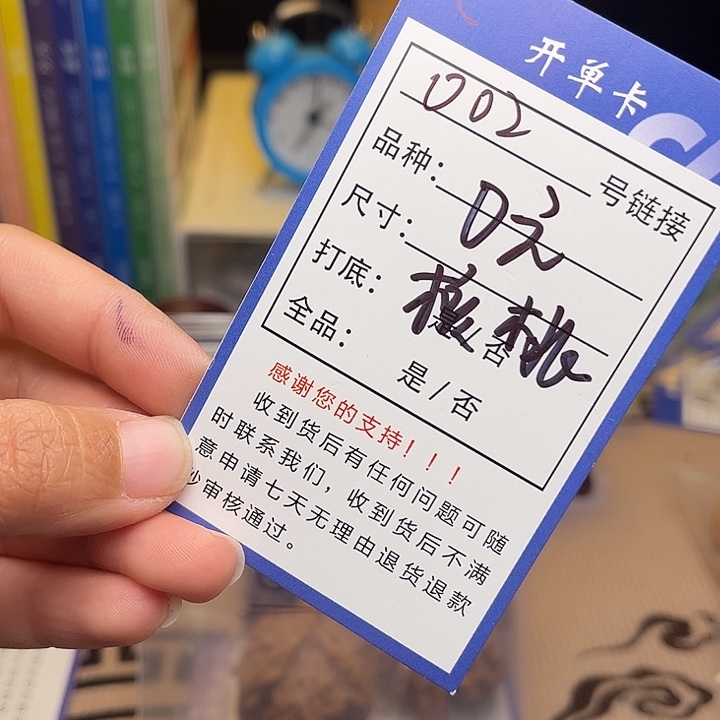 开单卡
002 号链接
品种：
尺寸： 0元
打底： 是/否
核桃
全品： 是/否
感谢您的支持！！！
收到货后有任何问题可随
时联系我们，收到货后不满
意申请七天无理由退货退款
秒审核通过。